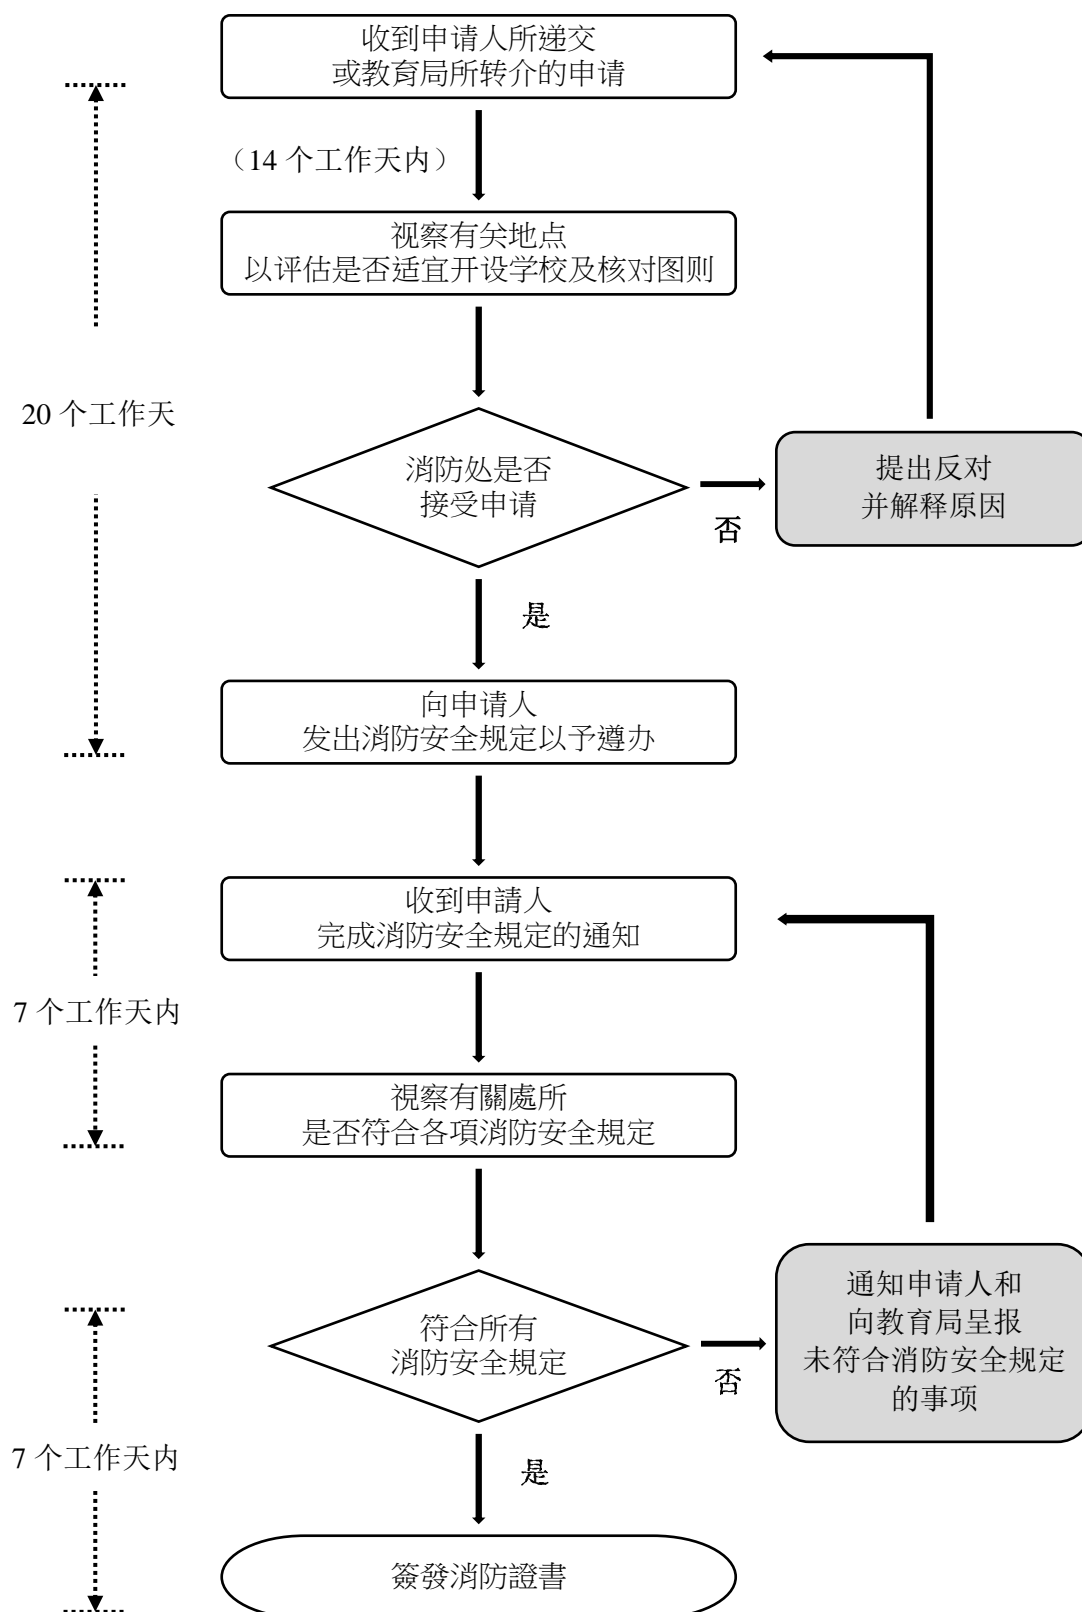 收到申请人所递交
或教育局所转介的申请
（14 个工作天内）
视察有关地点
以评估是否适宜开设学校及核对图则
20 个工作天
消防处是否
接受申请
否
提出反对
并解释原因
是
向申请人
发出消防安全规定以予遵办
收到申請人
完成消防安全規定的通知
7 个工作天内
視察有關處所
是否符合各項消防安全規定
符合所有
消防安全規定
否
通知申请人和
向教育局呈报
未符合消防安全规定
的事项
7 个工作天内
是
簽發消防證書